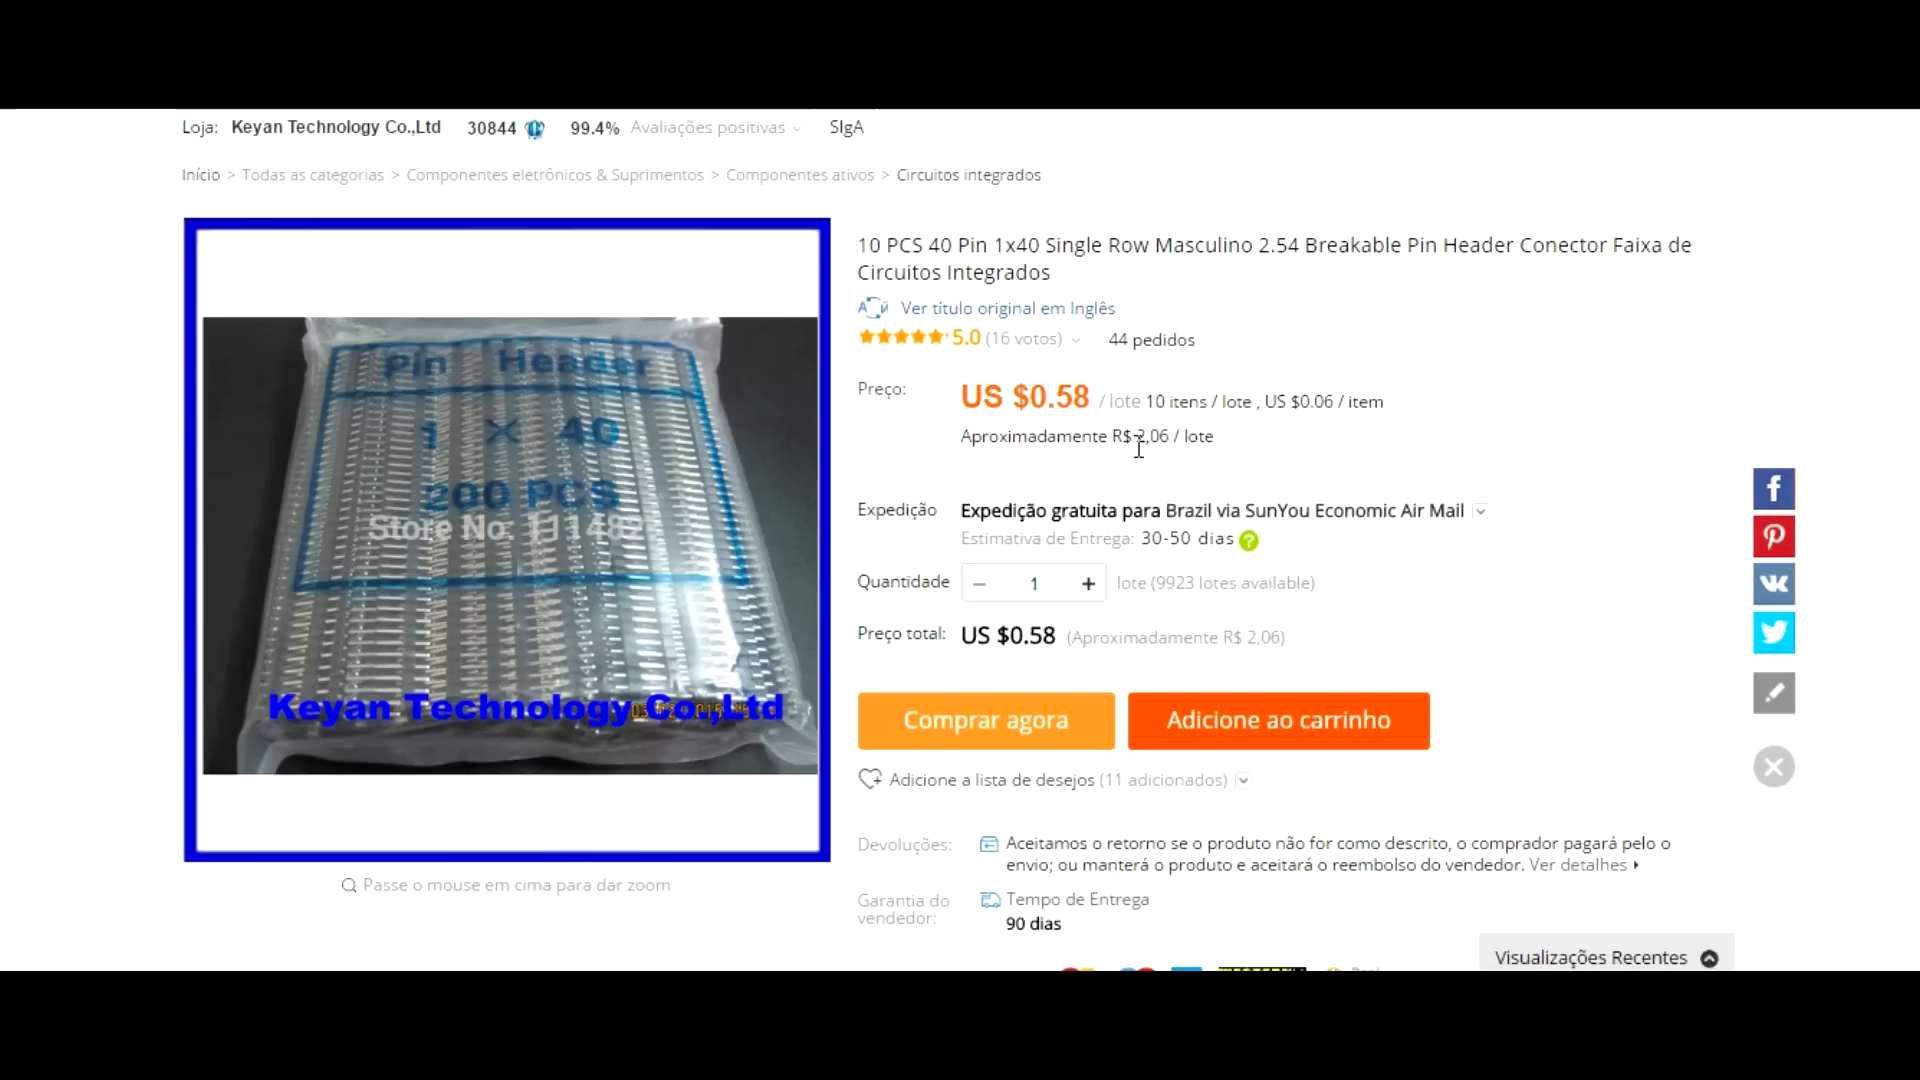 Loja: Keyan Technology Co.,Ltd 30844 99.4% Avaliações positivas SIgA
Início > Todas as categorias > Componentes eletrônicos & Suprimentos > Componentes ativos > Circuitos integrados
10 PCS 40 Pin 1x40 Single Row Masculino 2.54 Breakable Pin Header Conector Faixa de
Circuitos Integrados
Ver título original em Inglês
5.0 (16 votos) 44 pedidos
Preço: US $0.58 / lote 10 itens / lote , US $0.06 / item
Aproximadamente R$ 2,06 / lote
Expedição Expedição gratuita para Brazil via SunYou Economic Air Mail
Estimativa de Entrega: 30-50 dias ?
Quantidade − 1 + lote (9923 lotes available)
Preço total: US $0.58 (Aproximadamente R$ 2,06)
Comprar agora Adicione ao carrinho
Adicione a lista de desejos (11 adicionados)
Devoluções: Aceitamos o retorno se o produto não for como descrito, o comprador pagará pelo o
envio; ou manterá o produto e aceitará o reembolso do vendedor. Ver detalhes
Garantia do
vendedor:
Tempo de Entrega
90 dias
Visualizações Recentes
Pin Header
1 X 40
200 PCS
Store No. 111482
Keyan Technology Co.,Ltd
Passe o mouse em cima para dar zoom